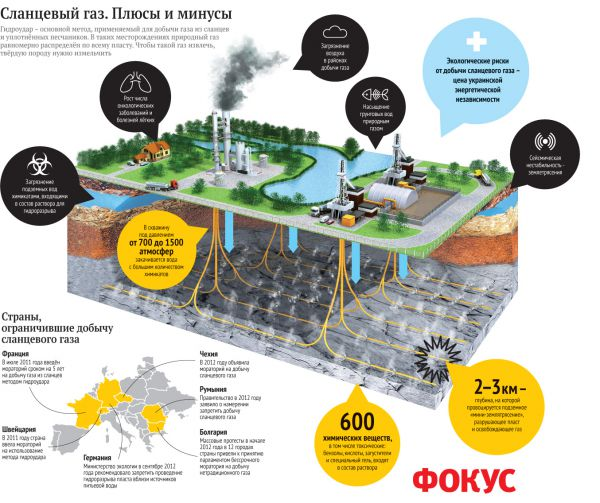 Сланцевый газ. Плюсы и минусы
Гидроудар – основной метод, применяемый для добычи газа из сланцев
и уплотнённых песчаников. В таких месторождениях природный газ
равномерно распределён по всему пласту. Чтобы такой газ извлечь,
твёрдую породу нужно измельчить
Загрязнение
воздуха
в районах
добычи газа
Экологические риски
от добычи сланцевого газа –
цена украинской
энергетической
независимости
Рост числа
онкологических
заболеваний и
болезней лёгких
Насыщение
грунтовых вод
природным
газом
Сейсмическая
нестабильность–
землетрясения
Загрязнение
подземных вод
химикатами, входящими
в состав раствора для
гидроразрыва
В скважину
под давлением
от 700 до 1500
атмосфер
закачивается вода
с большим количеством
химикатов
Страны,
ограничившие добычу
сланцевого газа
Франция
В июле 2011 года введён
мораторий сроком на 5 лет
на добычу газа из сланцев
методом гидроудара
Швейцария
В 2011 году страна
ввела мораторий
на использование
метода гидроудара
Германия
Министерство экологии в сентябре 2012
года рекомендовало запретить проведение
гидроразрыва пласта вблизи источников
питьевой воды
Чехия
В 2012 году объявила
мораторий на добычу
сланцевого газа
Румыния
Правительство в 2012 году
заявило о намерении
запретить добычу
сланцевого газа
Болгария
Массовые протесты в начале
2012 года в 12 городах
страны привели к принятию
парламентом бессрочного
моратория на добычу
нетрадиционного газа
600
химических веществ,
в том числе токсические:
бензолы, кислоты, загустители
и специальный гель, входят
в состав раствора
2–3 км –
глубина, на которой
провоцируется подземное
«мини-землетрясение»,
разрушающее пласт
и освобождающее газ
ФОКУС